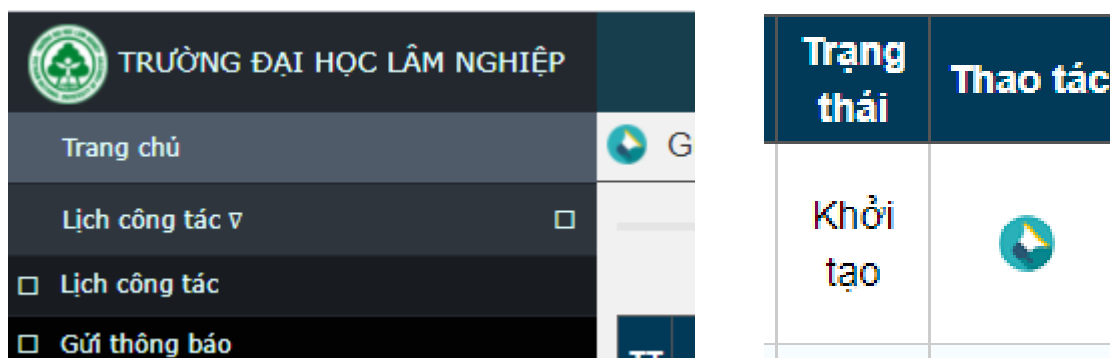 TRƯỜNG ĐẠI HỌC LÂM NGHIỆP
Trang chủ
G
Lịch công tác ∇
Lịch công tác
Gửi thông báo
Trạng
thái
Thao tác
Khởi
tạo